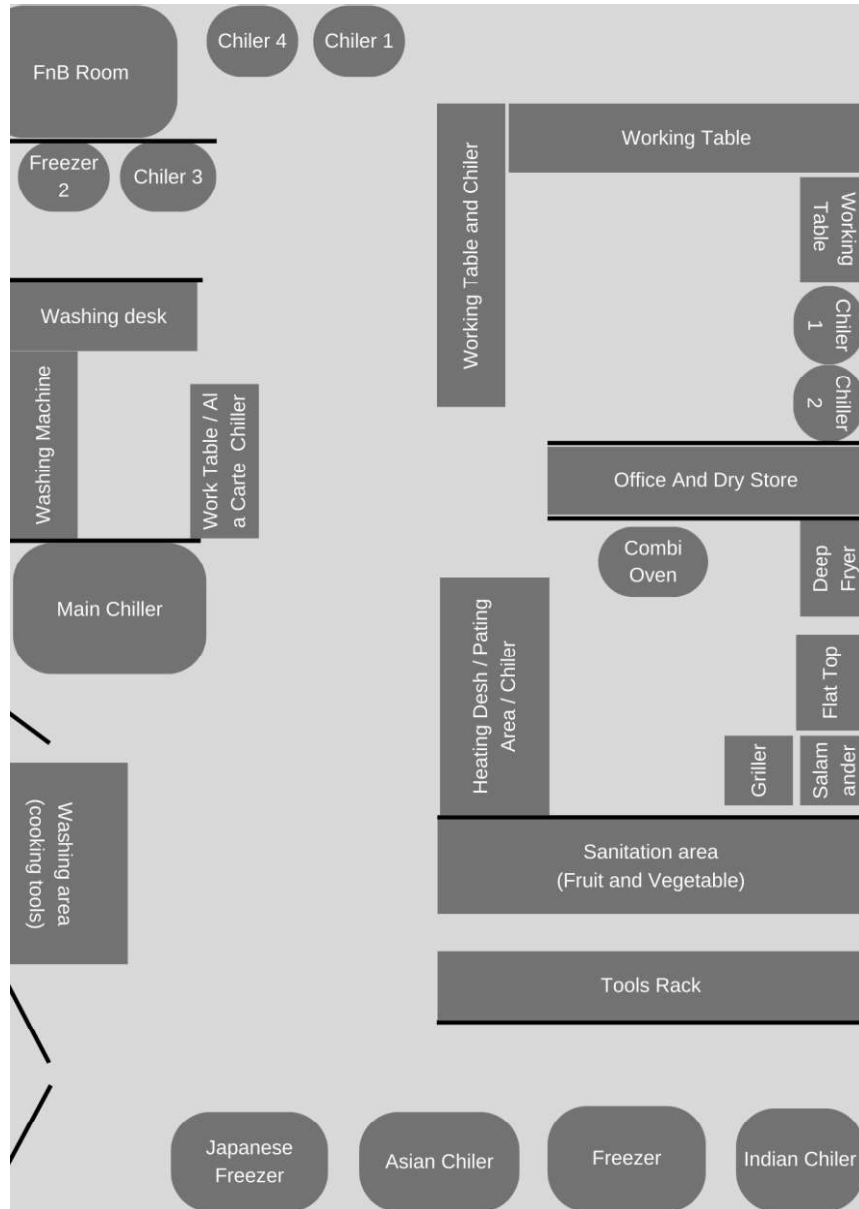 Chiler 4
Chiler 1
FnB Room
Working Table
Freezer
2
Chiler 3
Working Table and Chiler
Working
Table
Washing desk
Chiler
1
Chiller
2
Washing Machine
Work Table / Al
a Carte Chiller
Office And Dry Store
Combi
Oven
Deep
Fryer
Main Chiller
Heating Desh / Pating
Area / Chiler
Flat Top
Griller
Salam
ander
Washing area
(cooking tools)
Sanitation area
(Fruit and Vegetable)
Tools Rack
Japanese
Freezer
Asian Chiler
Freezer
Indian Chiler